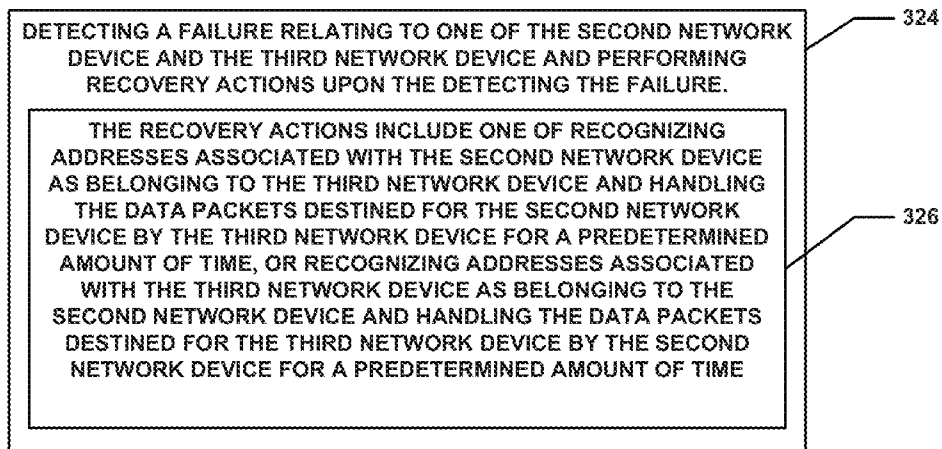 DETECTING A FAILURE RELATING TO ONE OF THE SECOND NETWORK
DEVICE AND THE THIRD NETWORK DEVICE AND PERFORMING
RECOVERY ACTIONS UPON THE DETECTING THE FAILURE.
324
THE RECOVERY ACTIONS INCLUDE ONE OF RECOGNIZING
ADDRESSES ASSOCIATED WITH THE SECOND NETWORK DEVICE
AS BELONGING TO THE THIRD NETWORK DEVICE AND HANDLING
THE DATA PACKETS DESTINED FOR THE SECOND NETWORK
DEVICE BY THE THIRD NETWORK DEVICE FOR A PREDETERMINED
AMOUNT OF TIME, OR RECOGNIZING ADDRESSES ASSOCIATED
WITH THE THIRD NETWORK DEVICE AS BELONGING TO THE
SECOND NETWORK DEVICE AND HANDLING THE DATA PACKETS
DESTINED FOR THE THIRD NETWORK DEVICE BY THE SECOND
NETWORK DEVICE FOR A PREDETERMINED AMOUNT OF TIME
326